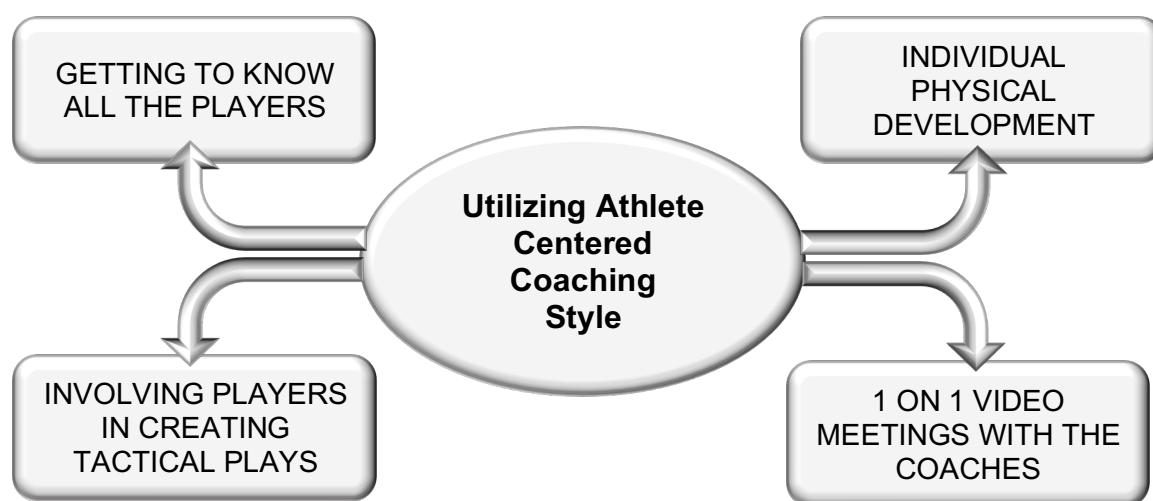 GETTING TO KNOW
ALL THE PLAYERS
INDIVIDUAL
PHYSICAL
DEVELOPMENT
Utilizing Athlete
Centered
Coaching
Style
INVOLVING PLAYERS
IN CREATING
TACTICAL PLAYS
1 ON 1 VIDEO
MEETINGS WITH THE
COACHES